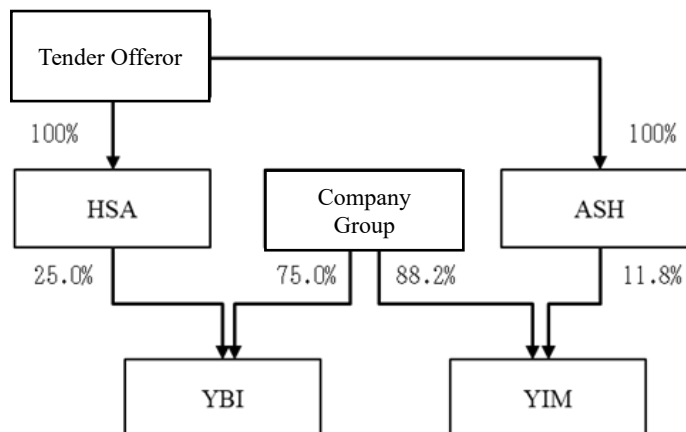 Tender Offeror
100%
100%
HSA
Company
Group
ASH
25.0%
75.0%
88.2%
11.8%
YBI
YIM